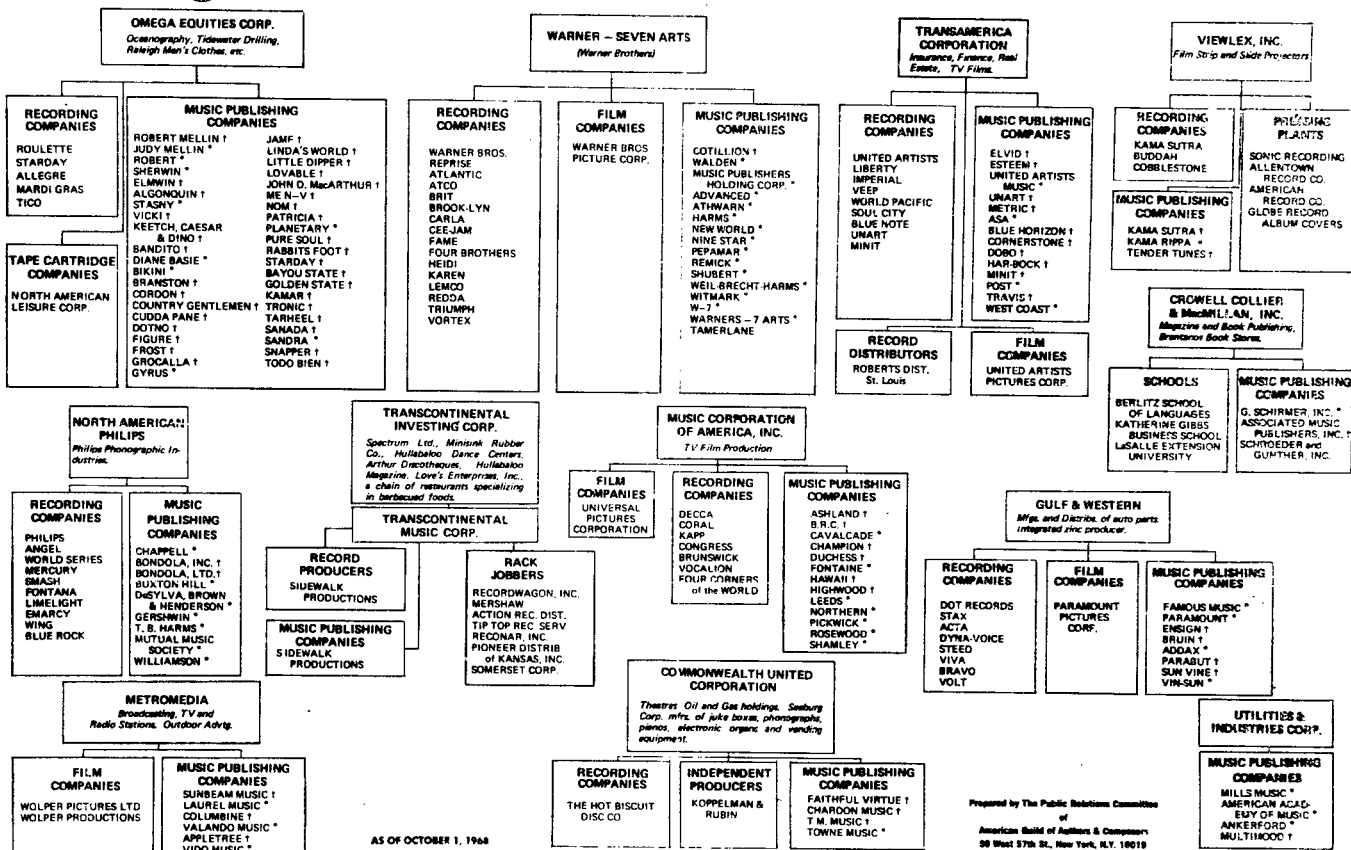 OMEGA EQUITIES CORP.
Oceanography, Tidewater Drilling,
Raleigh Men's Clothes, etc.
RECORDING
COMPANIES
ROULETTE
STARDAY
ALLEGRE
MARDI GRAS
TICO
TAPE CARTRIDGE
COMPANIES
NORTH AMERICAN
LEISURE CORP.
MUSIC PUBLISHING
COMPANIES
ROBERT MELLIN †
JUDY MELLIN *
ROBERT *
SHERWIN *
ELMWIN †
ALGONQUIN †
STASNY *
VICKI †
KEETCH, CAESAR
& DINO †
BANDITO †
DIANE BASIE *
BIKINI *
BRANSTON †
CORDON †
COUNTRY GENTLEMEN †
CUDDA PANE †
DOTNO †
FIGURE †
FROST †
GROCALLA †
GYRUS *
JAMF †
LINDA'S WORLD †
LITTLE DIPPER †
LOVABLE †
JOHN D. MacARTHUR †
ME N–V †
NOM †
PATRICIA †
PLANETARY *
PURE SOUL †
RABBITS FOOT †
STARDAY †
BAYOU STATE †
GOLDEN STATE †
KAMAR †
TRONIC †
TARHEEL †
SANADA †
SANDRA *
SNAPPER †
TODO BIEN †
WARNER – SEVEN ARTS
(Warner Brothers)
RECORDING
COMPANIES
WARNER BROS.
REPRISE
ATLANTIC
ATCO
BRIT
BROOK-LYN
CARLA
CEE-JAM
FAME
FOUR BROTHERS
HEIDI
KAREN
LEMCO
REDDA
TRIUMPH
VORTEX
FILM
COMPANIES
WARNER BROS
PICTURE CORP.
MUSIC PUBLISHING
COMPANIES
COTILLION †
WALDEN *
MUSIC PUBLISHERS
HOLDING CORP. *
ADVANCED *
ATHWARN *
HARMS *
NEW WORLD *
NINE STAR *
PEPAMAR *
REMICK *
SHUBERT *
WEIL-BRECHT-HARMS *
WITMARK *
W–7 *
WARNERS – 7 ARTS *
TAMERLANE
TRANSAMERICA
CORPORATION
Insurance, Finance, Real
Estate, TV Films.
RECORDING
COMPANIES
UNITED ARTISTS
LIBERTY
IMPERIAL
VEEP
WORLD PACIFIC
SOUL CITY
BLUE NOTE
UNART
MINIT
MUSIC PUBLISHING
COMPANIES
ELVID †
ESTEEM †
UNITED ARTISTS
MUSIC *
UNART †
METRIC †
ASA *
BLUE HORIZON †
CORNERSTONE †
DOBO †
HAR-BOCK †
MINIT †
POST *
TRAVIS †
WEST COAST *
RECORD
DISTRIBUTORS
ROBERTS DIST.
St. Louis
FILM
COMPANIES
UNITED ARTISTS
PICTURES CORP.
VIEWLEX, INC.
Film Strip and Slide Projectors
RECORDING
COMPANIES
KAMA SUTRA
BUDDAH
COBBLESTONE
MUSIC PUBLISHING
COMPANIES
KAMA SUTRA †
KAMA RIPPA *
TENDER TUNES †
PRESSING
PLANTS
SONIC RECORDING
ALLENTOWN
RECORD CO.
AMERICAN
RECORD CO.
GLOBE RECORD
ALBUM COVERS
CROWELL COLLIER
& MacMILLAN, INC.
Magazine and Book Publishing,
Brentanos Book Stores.
SCHOOLS
BERLITZ SCHOOL
OF LANGUAGES
KATHERINE GIBBS
BUSINESS SCHOOL
LaSALLE EXTENSION
UNIVERSITY
MUSIC PUBLISHING
COMPANIES
G. SCHIRMER, INC. *
ASSOCIATED MUSIC
PUBLISHERS, INC. †
SCHROEDER and
GUNTHER, INC.
NORTH AMERICAN
PHILIPS
Philips Phonographic In-
dustries.
RECORDING
COMPANIES
PHILIPS
ANGEL
WORLD SERIES
MERCURY
SMASH
FONTANA
LIMELIGHT
EMARCY
WING
BLUE ROCK
MUSIC
PUBLISHING
COMPANIES
CHAPPELL *
BONDOLA, INC. †
BONDOLA, LTD. †
BUXTON HILL *
DeSYLVA, BROWN
& HENDERSON *
GERSHWIN *
T. B. HARMS *
MUTUAL MUSIC
SOCIETY *
WILLIAMSON *
TRANSCONTINENTAL
INVESTING CORP.
Spectrum Ltd., Minisink Rubber
Co., Hullabaloo Dance Centers,
Arthur Discotheques, Hullabaloo
Magazine, Love's Enterprises, Inc.,
a chain of restaurants specializing
in barbecued foods.
TRANSCONTINENTAL
MUSIC CORP.
RECORD
PRODUCERS
SIDEWALK
PRODUCTIONS
MUSIC PUBLISHING
COMPANIES
SIDEWALK
PRODUCTIONS
RACK
JOBBERS
RECORDWAGON, INC.
MERSHAW
ACTION REC. DIST.
TIP TOP REC SERV
RECONAR, INC.
PIONEER DISTRIB
of KANSAS, INC.
SOMERSET CORP.
MUSIC CORPORATION
OF AMERICA, INC.
TV Film Production
FILM
COMPANIES
UNIVERSAL
PICTURES
CORPORATION
RECORDING
COMPANIES
DECCA
CORAL
KAPP
CONGRESS
BRUNSWICK
VOCALION
FOUR CORNERS
of the WORLD
MUSIC PUBLISHING
COMPANIES
ASHLAND †
B.R.C. †
CAVALCADE *
CHAMPION †
DUCHESS †
FONTAINE *
HAWAII †
HIGHWOOD †
LEEDS *
NORTHERN *
PICKWICK *
ROSEWOOD *
SHAMLEY *
GULF & WESTERN
Mfgs. and Distribs. of auto parts
integrated zinc producer.
RECORDING
COMPANIES
DOT RECORDS
STAX
ACTA
DYNA-VOICE
STEED
VIVA
BRAVO
VOLT
FILM
COMPANIES
PARAMOUNT
PICTURES
CORP.
MUSIC PUBLISHING
COMPANIES
FAMOUS MUSIC *
PARAMOUNT *
ENSIGN †
BRUIN †
ADDAX *
PARABUT †
SUN VINE †
VIN-SUN *
METROMEDIA
Broadcasting, TV and
Radio Stations, Outdoor Advtg.
FILM
COMPANIES
WOLPER PICTURES LTD
WOLPER PRODUCTIONS
MUSIC PUBLISHING
COMPANIES
SUNBEAM MUSIC †
LAUREL MUSIC *
COLUMBINE †
VALANDO MUSIC *
APPLETREE †
VIDO MUSIC *
COMMONWEALTH UNITED
CORPORATION
Theatres Oil and Gas holdings. Seeburg
Corp. mfrs. of juke boxes, phonographs,
pianos, electronic organs and vending
equipment.
RECORDING
COMPANIES
THE HOT BISCUIT
DISC CO
INDEPENDENT
PRODUCERS
KOPPELMAN &
RUBIN
MUSIC PUBLISHING
COMPANIES
FAITHFUL VIRTUE †
CHARDON MUSIC †
T.M. MUSIC †
TOWNE MUSIC *
UTILITIES &
INDUSTRIES CORP.
MUSIC PUBLISHING
COMPANIES
MILLS MUSIC *
AMERICAN ACAD-
EMY OF MUSIC *
ANKERFORD *
MULTIMOOD †
AS OF OCTOBER 1, 1968
Prepared by The Public Relations Committee
of
American Guild of Authors & Composers
50 West 57th St., New York, N.Y. 10019